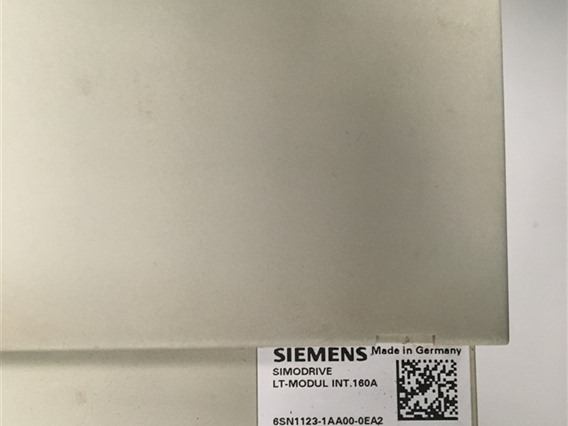 SIEMENS Made in Germany
SIMODRIVE
LT-MODUL INT.160A
6SN1123-1AA00-0EA2